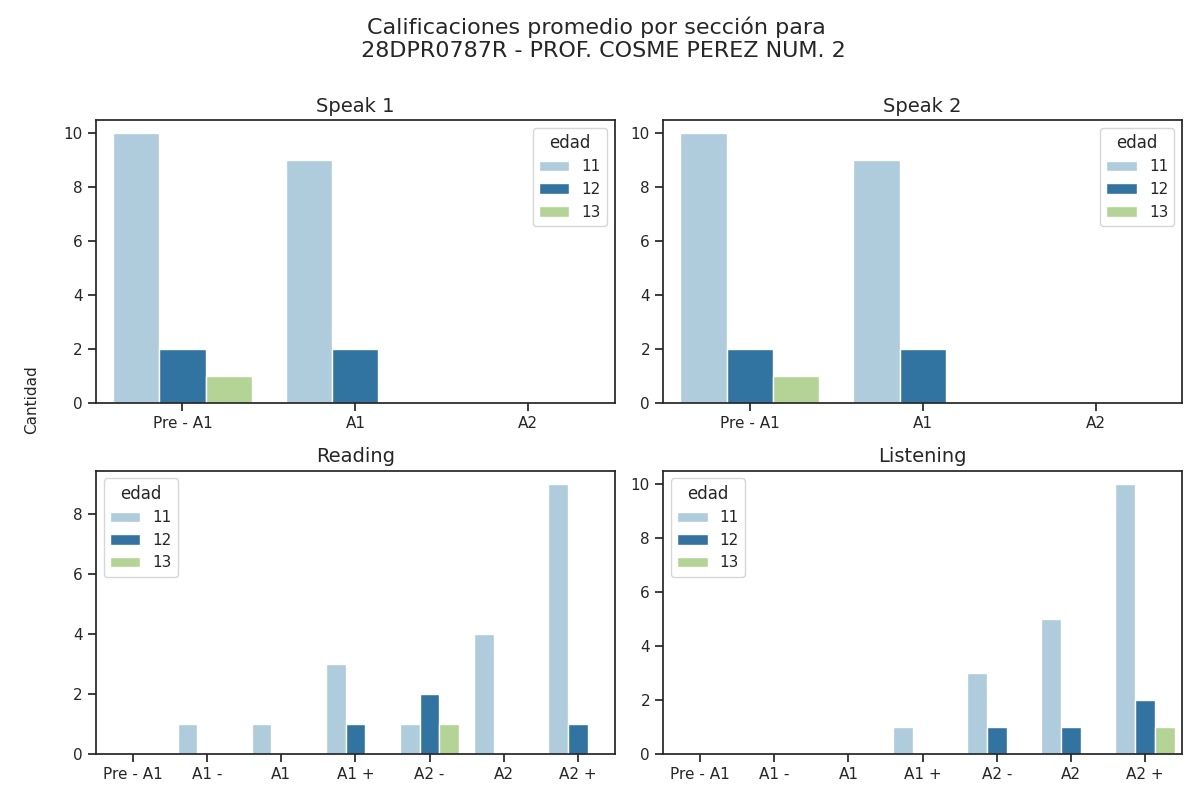 Calificaciones promedio por sección para
28DPR0787R - PROF. COSME PEREZ NUM. 2
Cantidad
Speak 1
10
8
6
4
2
0
Pre - A1
A1
A2
edad
11
12
13
Speak 2
10
8
6
4
2
0
Pre - A1
A1
A2
edad
11
12
13
Reading
8
6
4
2
0
Pre - A1
A1 -
A1
A1 +
A2 -
A2
A2 +
edad
11
12
13
Listening
10
8
6
4
2
0
Pre - A1
A1 -
A1
A1 +
A2 -
A2
A2 +
edad
11
12
13